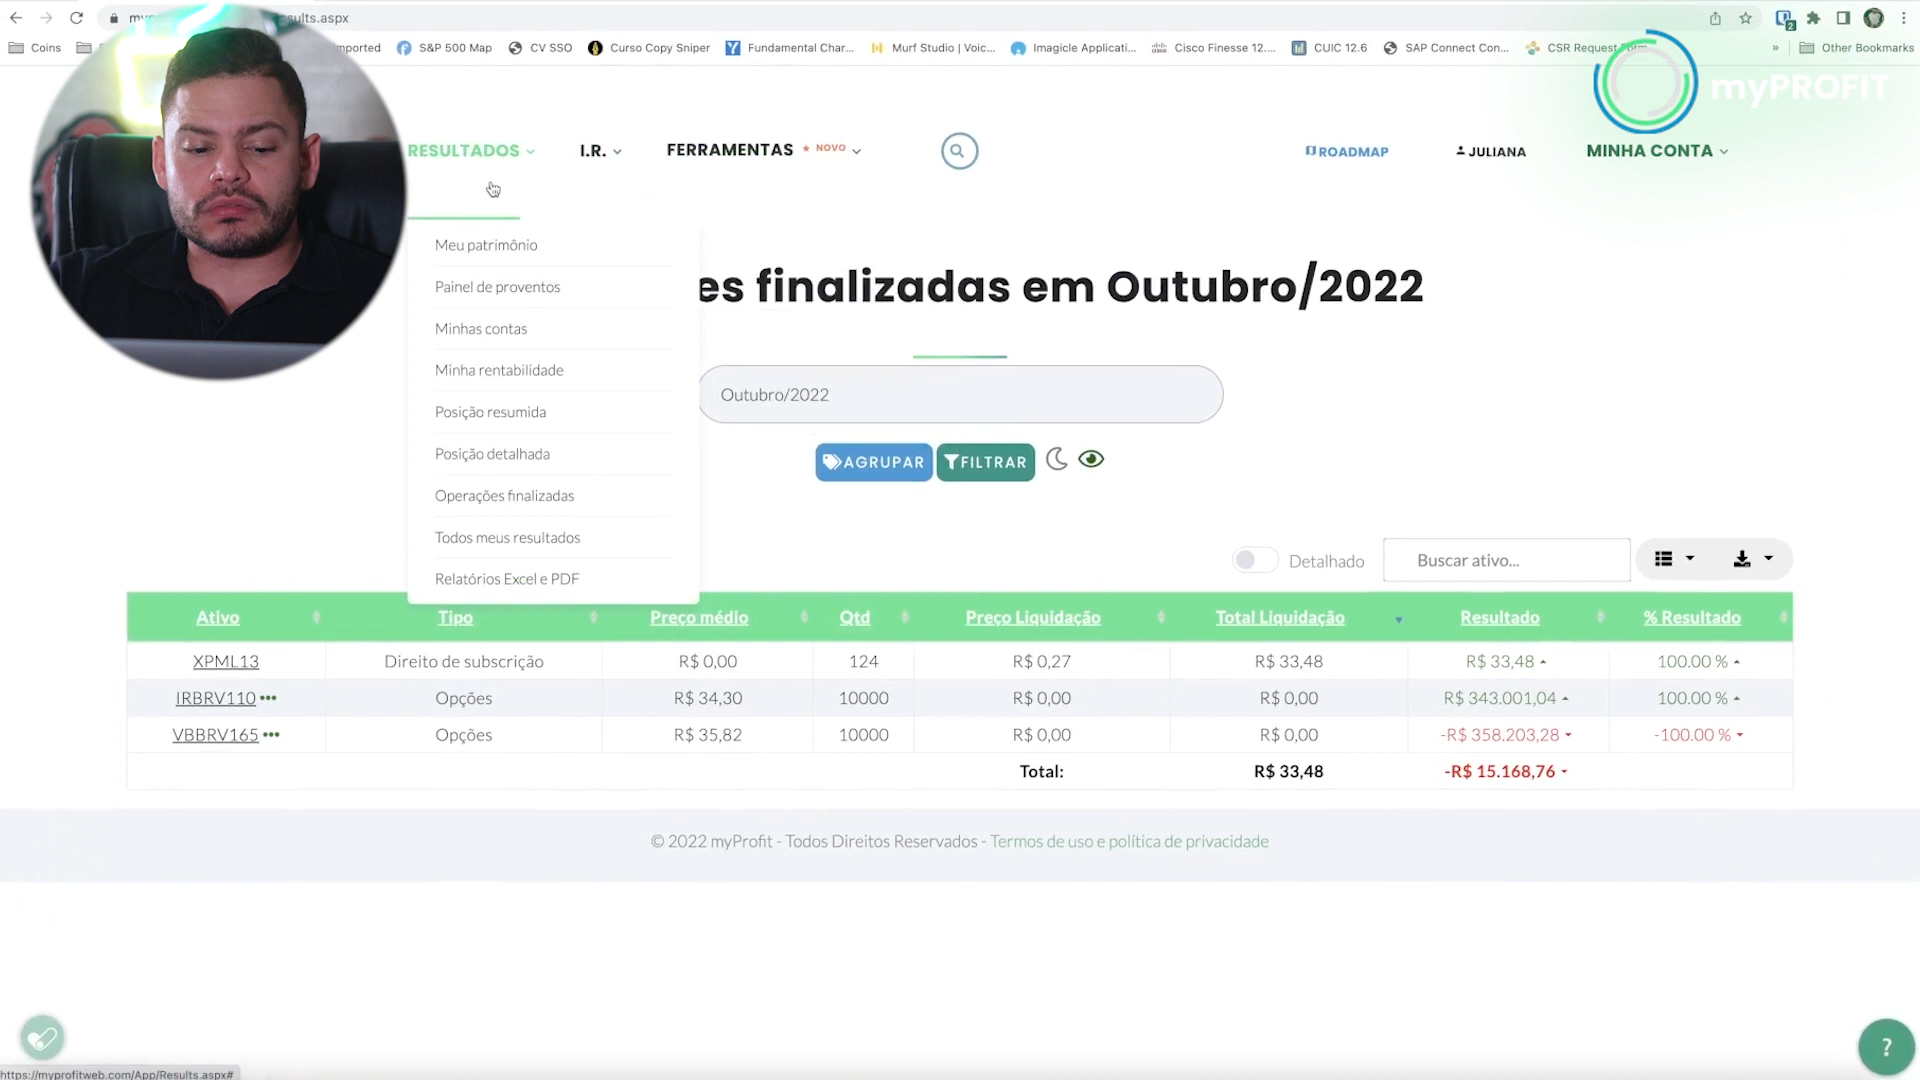 sults.aspx
Coins
mported
S&P 500 Map
CV SSO
Curso Copy Sniper
Fundamental Char...
Murf Studio | Voic...
Imagicle Applicati...
Cisco Finesse 12....
CUIC 12.6
SAP Connect Con...
CSR Request Form
»
Other Bookmarks
myPROFIT
RESULTADOS
I.R.
FERRAMENTAS ★ NOVO
ROADMAP
JULIANA
MINHA CONTA
Meu patrimônio
Painel de proventos
Minhas contas
Minha rentabilidade
Posição resumida
Posição detalhada
Operações finalizadas
Todos meus resultados
Relatórios Excel e PDF
es finalizadas em Outubro/2022
Outubro/2022
AGRUPAR
FILTRAR
Detalhado
Buscar ativo...
Ativo Tipo Preço médio Qtd Preço Liquidação Total Liquidação Resultado % Resultado
XPML13 Direito de subscrição R$ 0,00 124 R$ 0,27 R$ 33,48 R$ 33,48 100.00 %
IRBRV110 ••• Opções R$ 34,30 10000 R$ 0,00 R$ 0,00 R$ 343.001,04 100.00 %
VBBRV165 ••• Opções R$ 35,82 10000 R$ 0,00 R$ 0,00 -R$ 358.203,28 -100.00 %
Total: R$ 33,48 -R$ 15.168,76
© 2022 myProfit - Todos Direitos Reservados - Termos de uso e política de privacidade
?
https://myprofitweb.com/App/Results.aspx#